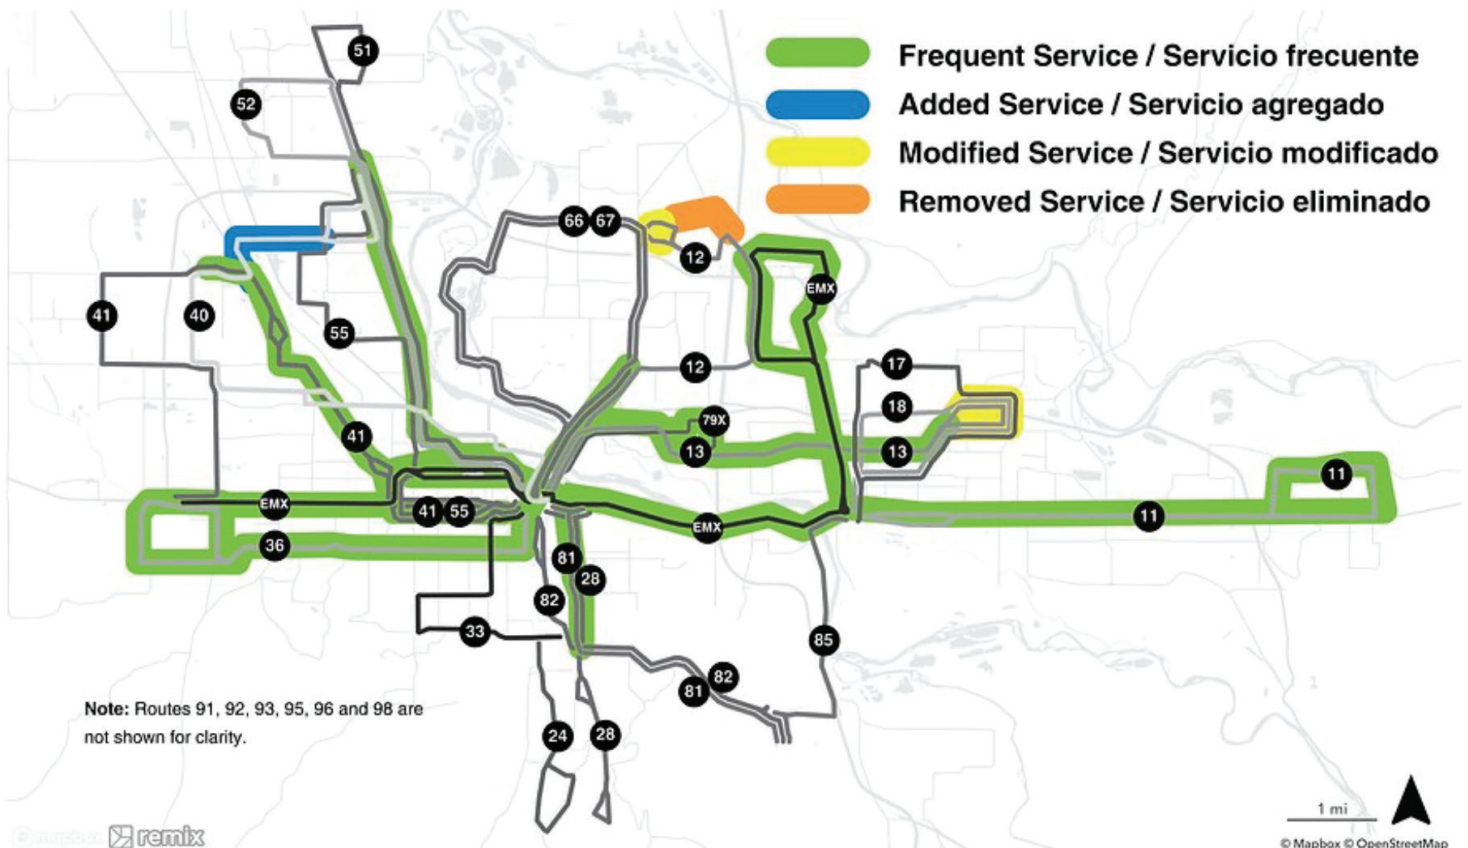 51
Frequent Service / Servicio frecuente
52
Added Service / Servicio agregado
Modified Service / Servicio modificado
Removed Service / Servicio eliminado
66 67
12
EMX
41
40
55
12
17
79X
18
41
13
13
11
EMX
41 55
11
EMX
36
81
28
82
33
85
82
81
Note: Routes 91, 92, 93, 95, 96 and 98 are
not shown for clarity.
24
28
1 mi
mapbox remix
© Mapbox © OpenStreetMap